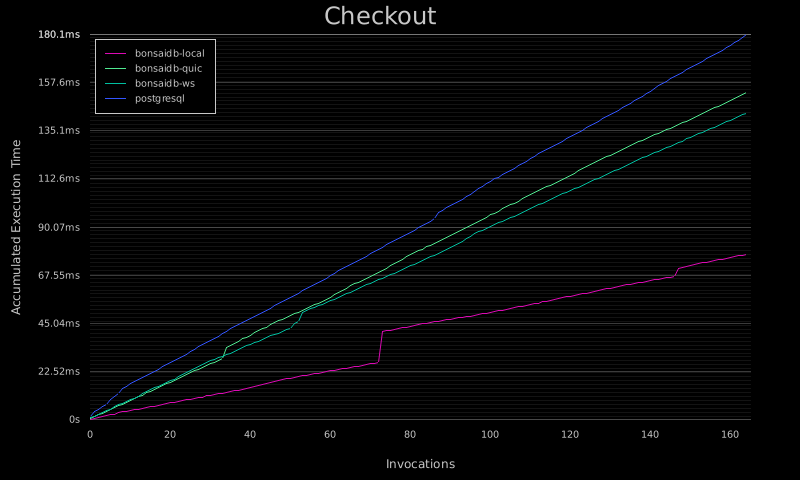 Checkout
180.1ms
bonsaidb-local
bonsaidb-quic
bonsaidb-ws
postgresql
157.6ms
135.1ms
112.6ms
90.07ms
67.55ms
45.04ms
22.52ms
0s
Accumulated Execution Time
0 20 40 60 80 100 120 140 160
Invocations